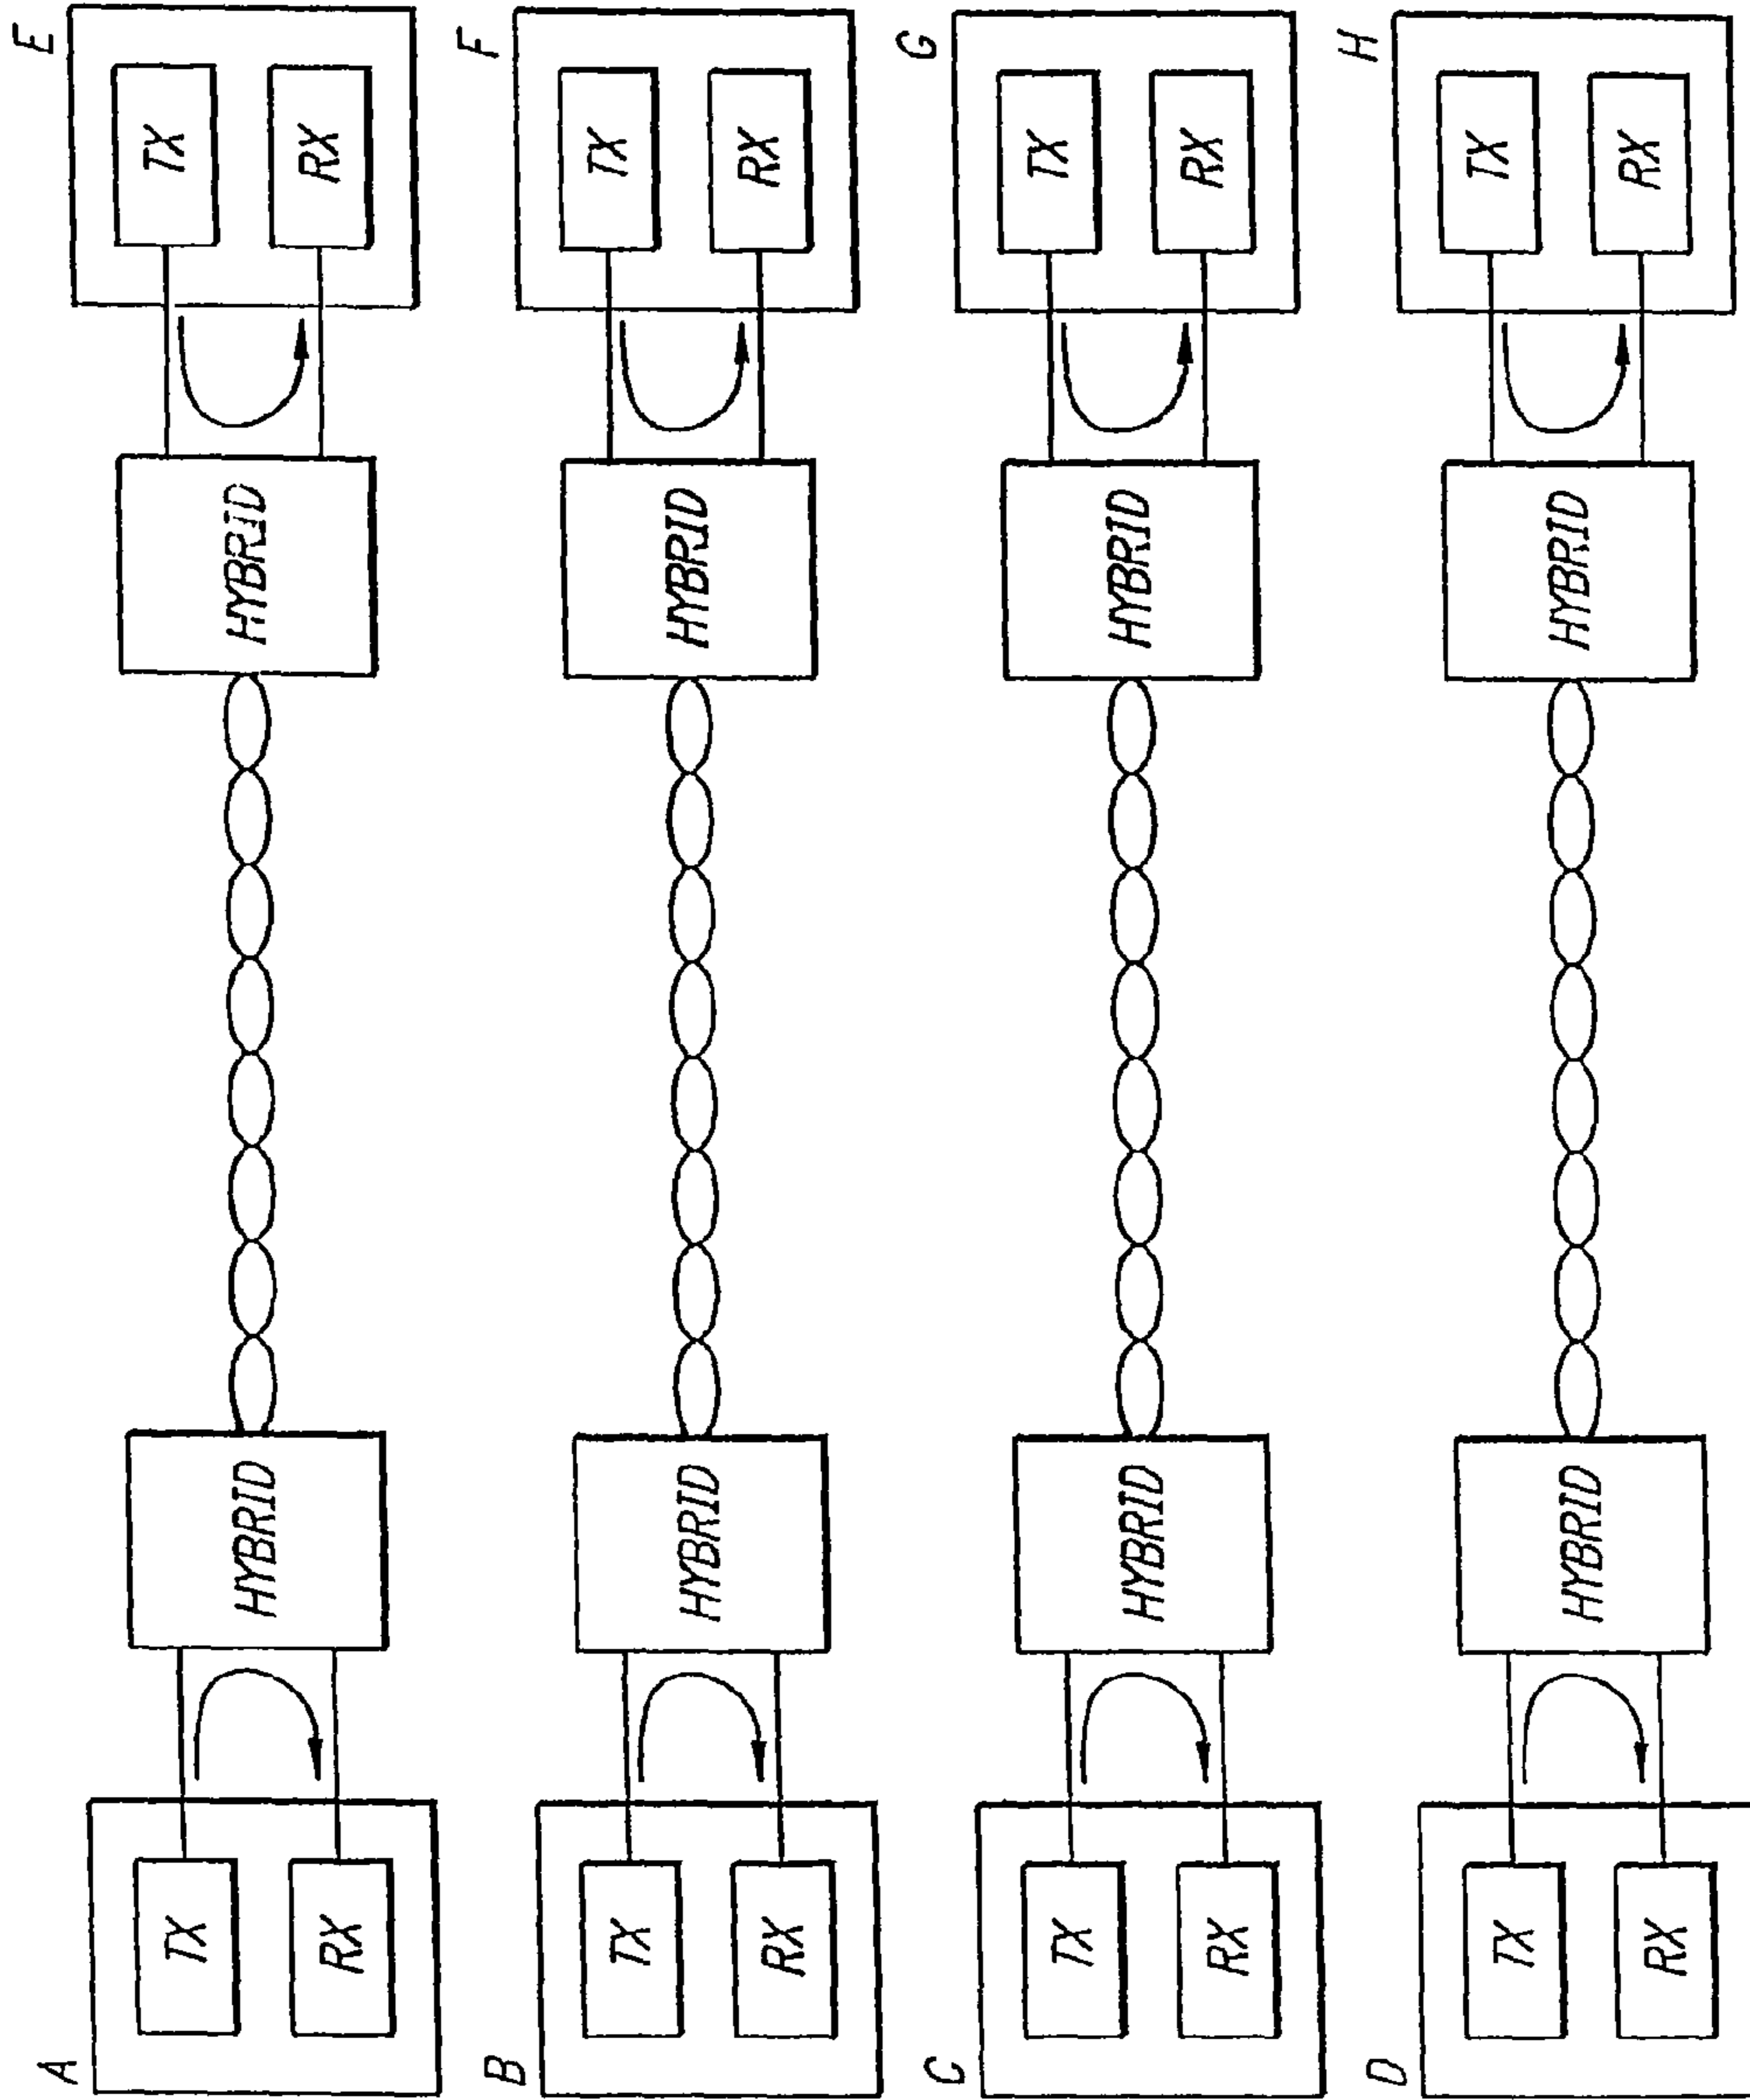 A
E
TX
HYBRID
HYBRID
TX
RX
RX
B
F
TX
HYBRID
HYBRID
TX
RX
RX
C
G
TX
HYBRID
HYBRID
TX
RX
RX
D
H
TX
HYBRID
HYBRID
TX
RX
RX